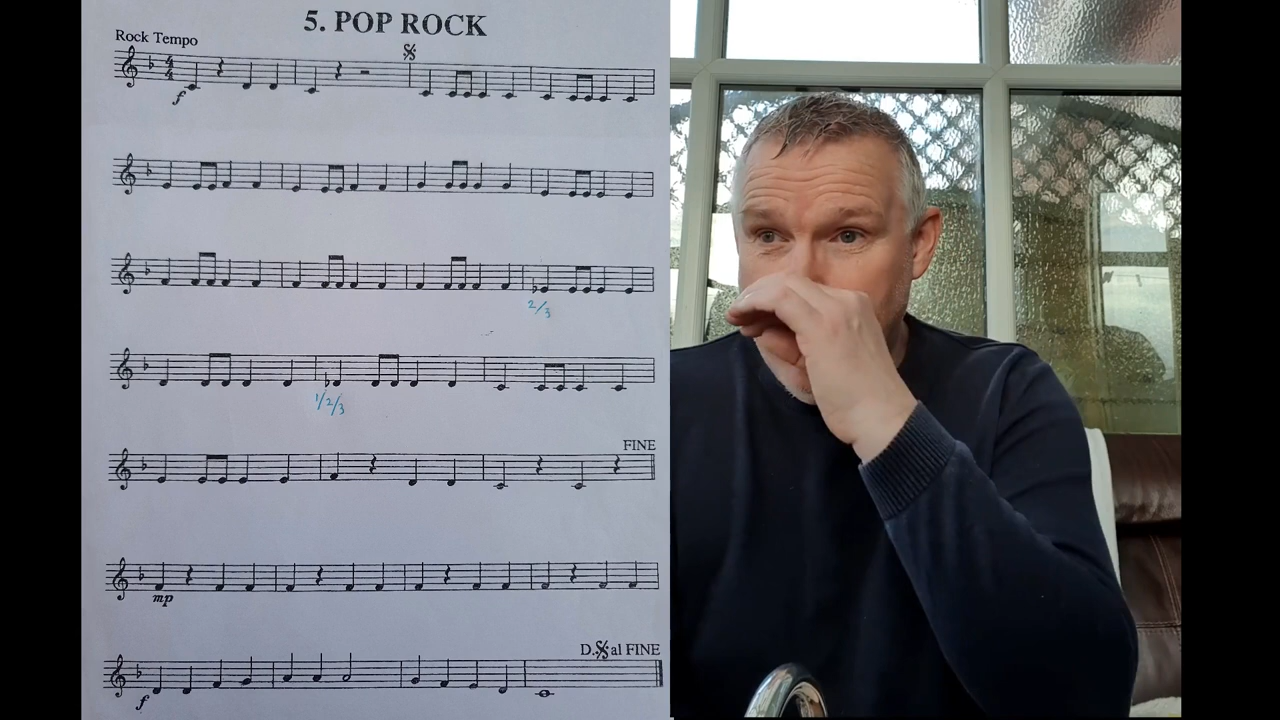 5. POP ROCK
Rock Tempo
f
2/3
1/2/3
FINE
mp
D.𝄋 al FINE
f